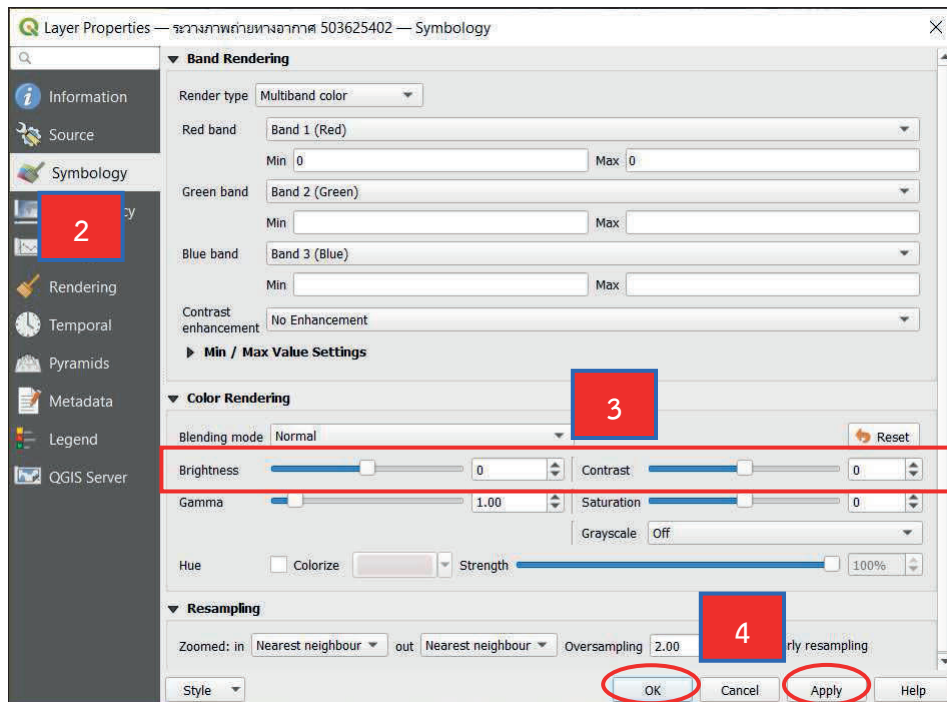 Layer Properties — ระวางภาพถ่ายทางอากาศ 503625402 — Symbology
Information
Source
Symbology
cy
2
Rendering
Temporal
Pyramids
Metadata
Legend
QGIS Server
Band Rendering
Render type Multiband color
Red band Band 1 (Red)
Min 0 Max 0
Green band Band 2 (Green)
Min Max
Blue band Band 3 (Blue)
Min Max
Contrast
enhancement No Enhancement
Min / Max Value Settings
3
Color Rendering
Blending mode Normal Reset
Brightness 0 Contrast 0
Gamma 1.00 Saturation 0
Grayscale Off
Hue Colorize Strength 100%
Resampling
4
Zoomed: in Nearest neighbour out Nearest neighbour Oversampling 2.00 rly resampling
Style OK Cancel Apply Help